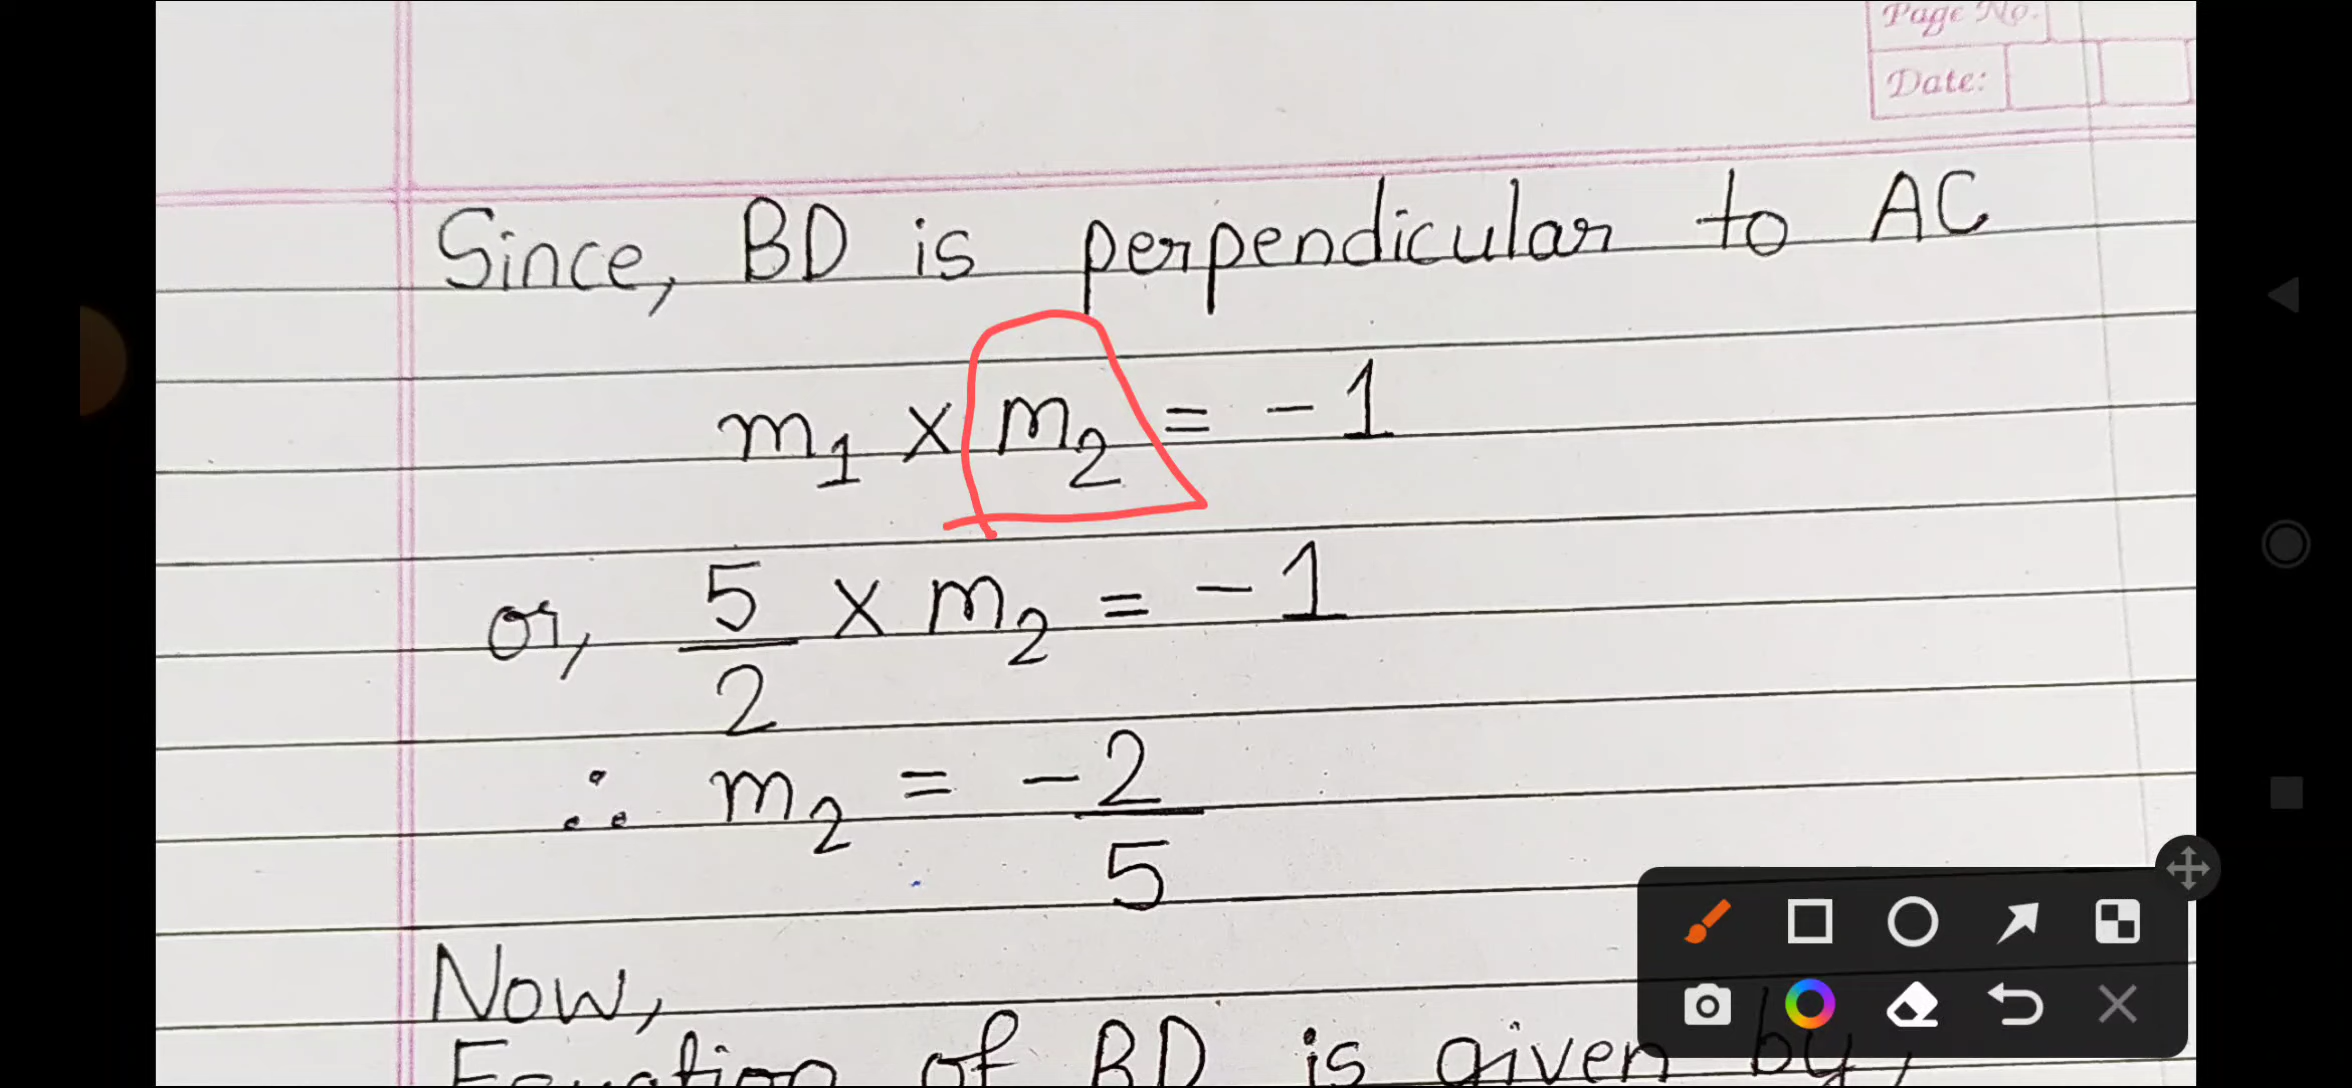 Page No.
Date:
Since, BD is perpendicular to AC
m₁ × m₂ = -1
or, 5/2 × m₂ = -1
∴ m₂ = -2/5
Now,
Equation of BD is given by,